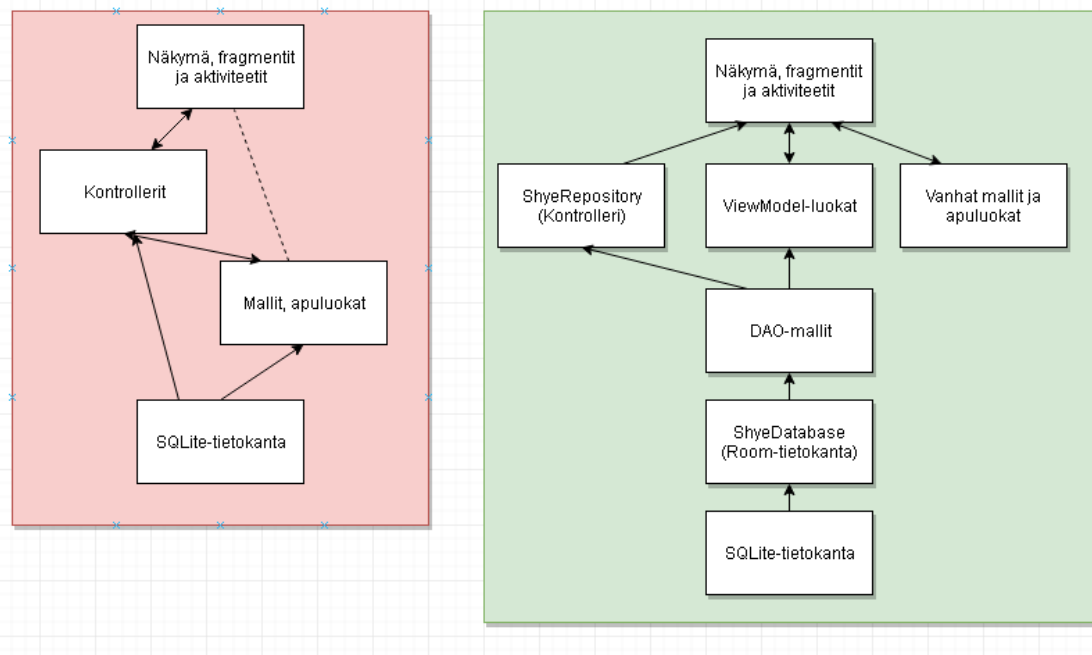 Näkymä, fragmentit
ja aktiviteetit
Kontrollerit
Mallit, apuluokat
SQLite-tietokanta
Näkymä, fragmentit
ja aktiviteetit
ShyeRepository
(Kontrolleri)
ViewModel-luokat
Vanhat mallit ja
apuluokat
DAO-mallit
ShyeDatabase
(Room-tietokanta)
SQLite-tietokanta